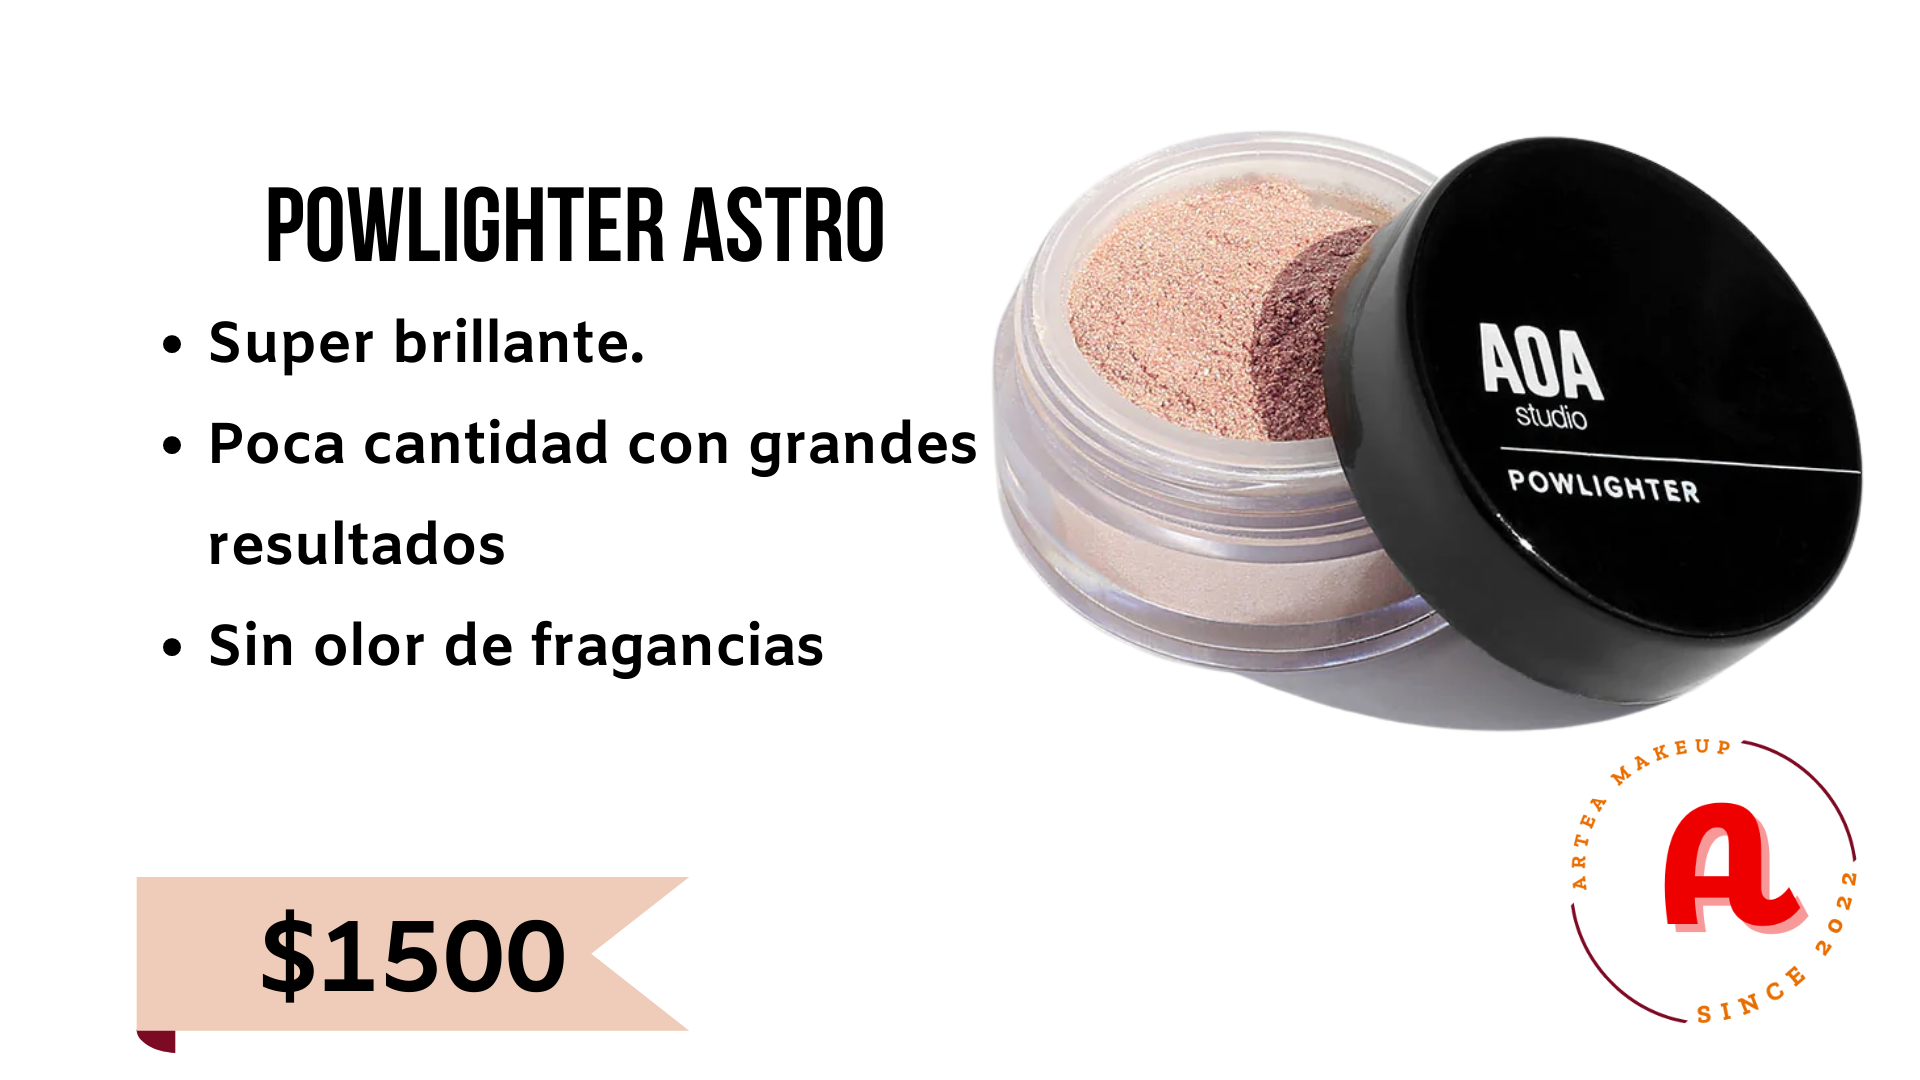 POWLIGHTER ASTRO
• Super brillante.
• Poca cantidad con grandes
resultados
• Sin olor de fragancias
AOA
studio
POWLIGHTER
$1500
ARTEA MAKEUP
A
SINCE 2022